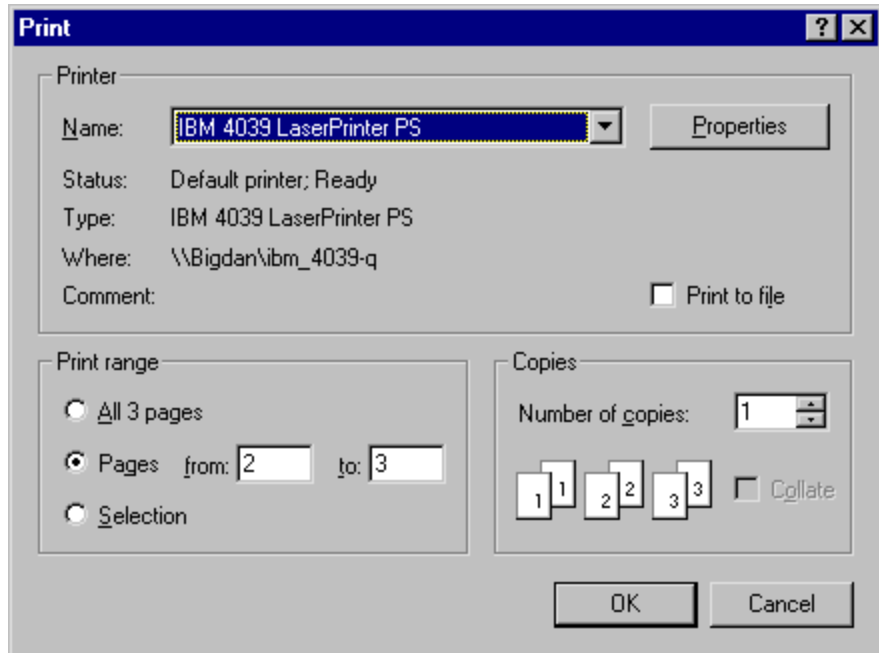 Print
Printer
Name: IBM 4039 LaserPrinter PS Properties
Status: Default printer; Ready
Type: IBM 4039 LaserPrinter PS
Where: \\Bigdan\ibm_4039-q
Comment: Print to file
Print range
All 3 pages
Pages from: 2 to: 3
Selection
Copies
Number of copies: 1
1 1 2 2 3 3 Collate
OK Cancel